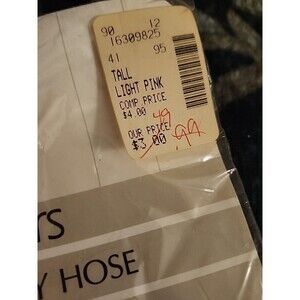 90 12
16309825
41 95
TALL
LIGHT PINK
COMP. PRICE
$4.00
49
OUR PRICE
$3.00 .99
TS
Y HOSE